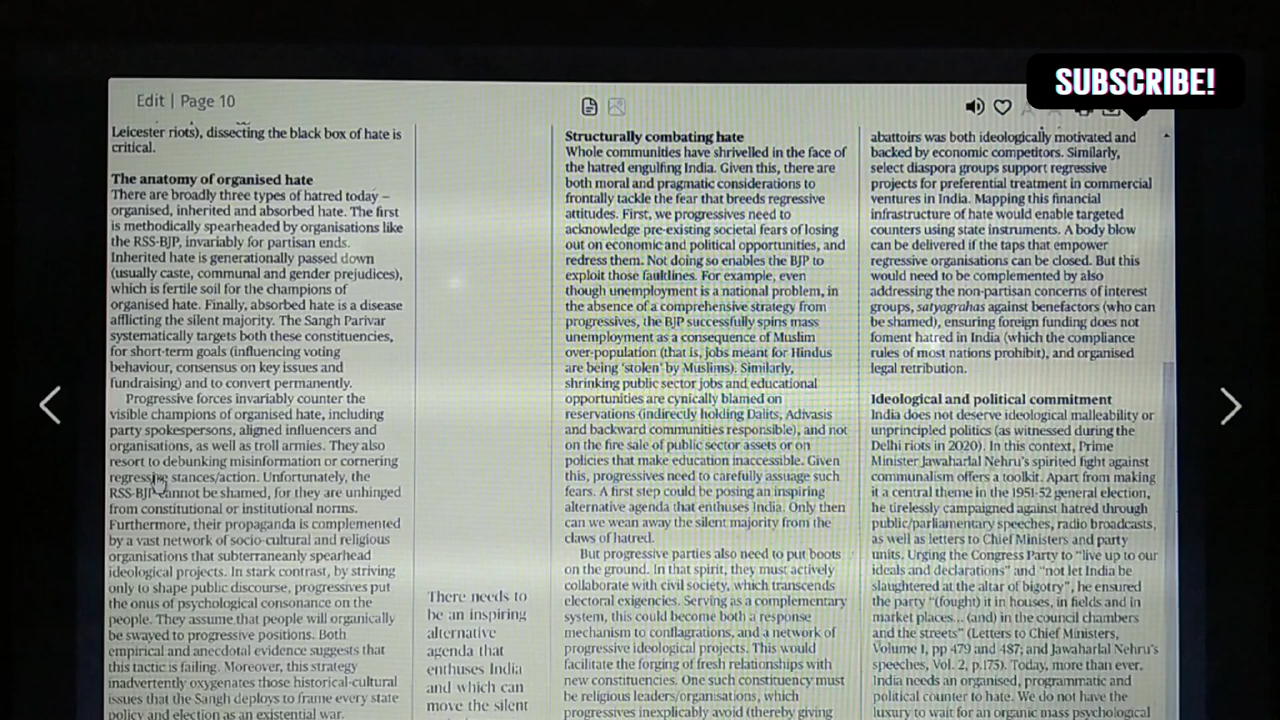 SUBSCRIBE!
Edit | Page 10
Leicester riots), dissecting the black box of hate is
critical.
The anatomy of organised hate
There are broadly three types of hatred today –
organised, inherited and absorbed hate. The first
is methodically spearheaded by organisations like
the RSS-BJP, invariably for partisan ends.
Inherited hate is generationally passed down
(usually caste, communal and gender prejudices),
which is fertile soil for the champions of
organised hate. Finally, absorbed hate is a disease
afflicting the silent majority. The Sangh Parivar
systematically targets both these constituencies,
for short-term goals (influencing voting
behaviour, consensus on key issues and
fundraising) and to convert permanently.
Progressive forces invariably counter the
visible champions of organised hate, including
party spokespersons, aligned influencers and
organisations, as well as troll armies. They also
resort to debunking misinformation or cornering
regressive stances/action. Unfortunately, the
RSS-BJP cannot be shamed, for they are unhinged
from constitutional or institutional norms.
Furthermore, their propaganda is complemented
by a vast network of socio-cultural and religious
organisations that subterraneanly spearhead
ideological projects. In stark contrast, by striving
only to shape public discourse, progressives put
the onus of psychological consonance on the
people. They assume that people will organically
be swayed to progressive positions. Both
empirical and anecdotal evidence suggests that
this tactic is failing. Moreover, this strategy
inadvertently oxygenates those historical-cultural
issues that the Sangh deploys to frame every state
policy and election as an existential war.
There needs to
be an inspiring
alternative
agenda that
enthuses India
and which can
move the silent
Structurally combating hate
Whole communities have shrivelled in the face of
the hatred engulfing India. Given this, there are
both moral and pragmatic considerations to
frontally tackle the fear that breeds regressive
attitudes. First, we progressives need to
acknowledge pre-existing societal fears of losing
out on economic and political opportunities, and
redress them. Not doing so enables the BJP to
exploit those faultlines. For example, even
though unemployment is a national problem, in
the absence of a comprehensive strategy from
progressives, the BJP successfully spins mass
unemployment as a consequence of Muslim
over-population (that is, jobs meant for Hindus
are being 'stolen' by Muslims). Similarly,
shrinking public sector jobs and educational
opportunities are cynically blamed on
reservations (indirectly holding Dalits, Adivasis
and backward communities responsible), and not
on the fire sale of public sector assets or on
policies that make education inaccessible. Given
this, progressives need to carefully assuage such
fears. A first step could be posing an inspiring
alternative agenda that enthuses India. Only then
can we wean away the silent majority from the
claws of hatred.
But progressive parties also need to put boots
on the ground. In that spirit, they must actively
collaborate with civil society, which transcends
electoral exigencies. Serving as a complementary
system, this could become both a response
mechanism to conflagrations, and a network of
progressive ideological projects. This would
facilitate the forging of fresh relationships with
new constituencies. One such constituency must
be religious leaders/organisations, which
progressives inexplicably avoid (thereby giving
abattoirs was both ideologically motivated and
backed by economic competitors. Similarly,
select diaspora groups support regressive
projects for preferential treatment in commercial
ventures in India. Mapping this financial
infrastructure of hate would enable targeted
counters using state instruments. A body blow
can be delivered if the taps that empower
regressive organisations can be closed. But this
would need to be complemented by also
addressing the non-partisan concerns of interest
groups, satyagrahas against benefactors (who can
be shamed), ensuring foreign funding does not
foment hatred in India (which the compliance
rules of most nations prohibit), and organised
legal retribution.
Ideological and political commitment
India does not deserve ideological malleability or
unprincipled politics (as witnessed during the
Delhi riots in 2020). In this context, Prime
Minister Jawaharlal Nehru's spirited fight against
communalism offers a toolkit. Apart from making
it a central theme in the 1951-52 general election,
he tirelessly campaigned against hatred through
public/parliamentary speeches, radio broadcasts,
as well as letters to Chief Ministers and party
units. Urging the Congress Party to "live up to our
ideals and declarations" and "not let India be
slaughtered at the altar of bigotry", he ensured
the party "(fought) it in houses, in fields and in
market places... (and) in the council chambers
and the streets" (Letters to Chief Ministers,
Volume 1, pp 479 and 487; and Jawaharlal Nehru's
speeches, Vol. 2, p.175). Today, more than ever,
India needs an organised, programmatic and
political counter to hate. We do not have the
luxury to wait for an organic mass psychological